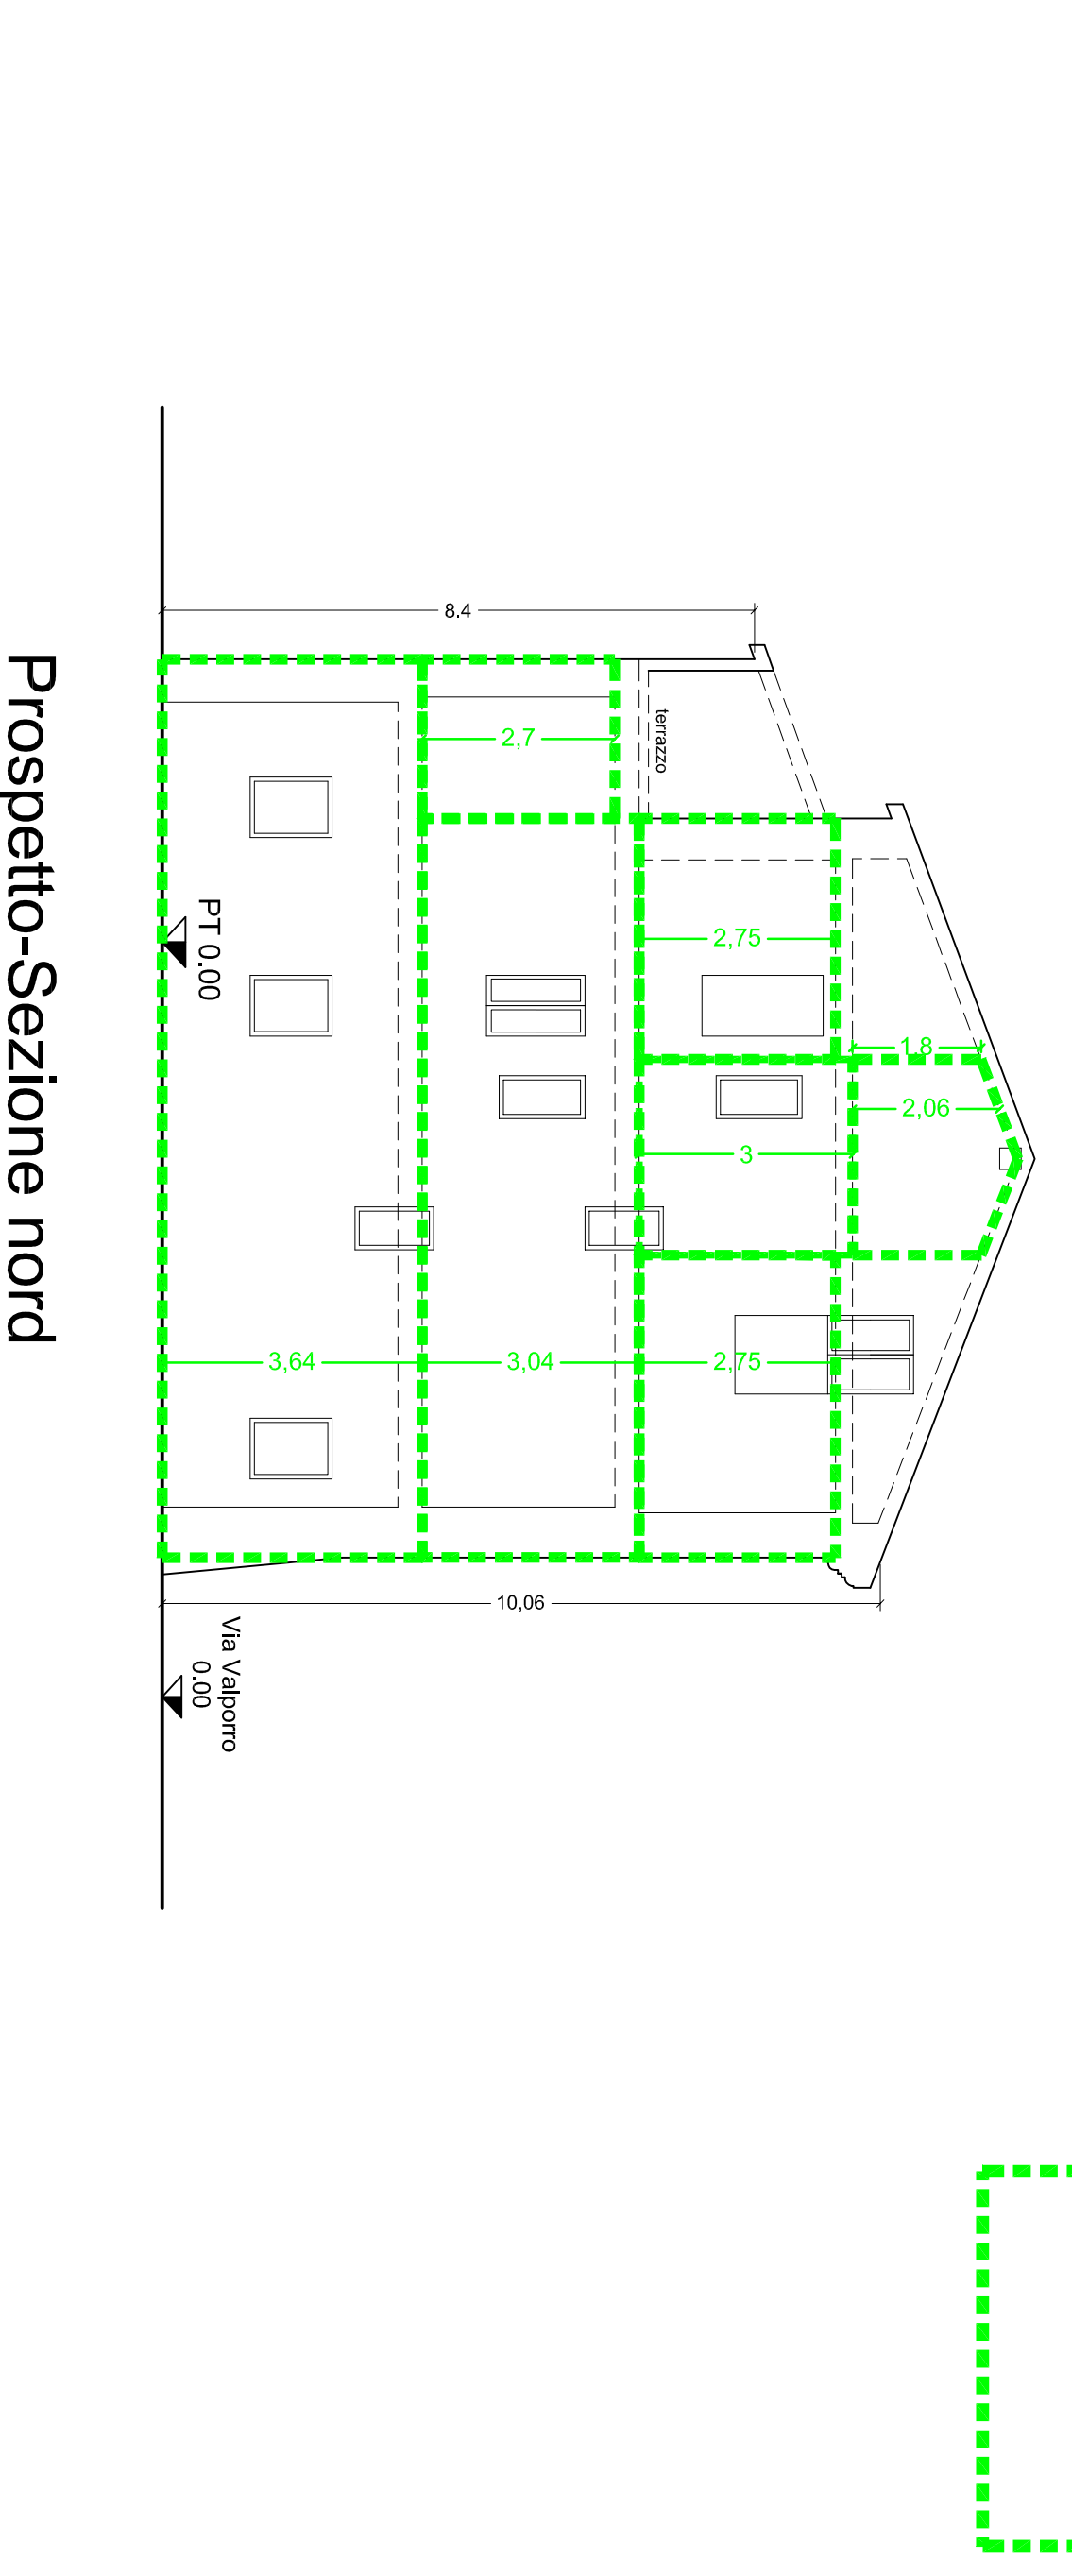 8.4
terrazzo
2,7
PT 0.00
2,75
1,8
2,06
3
3,64
3,04
2,75
10,06
Via Valporro
0.00
Prospetto-Sezione nord